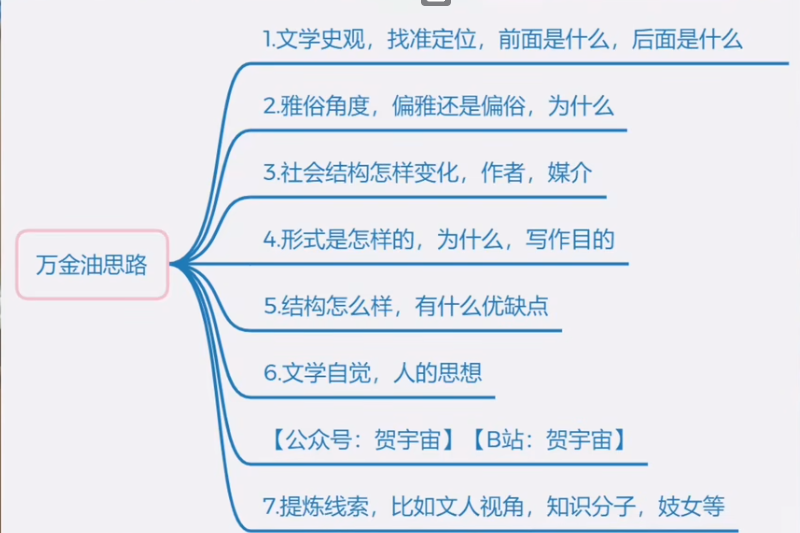 1.文学史观，找准定位，前面是什么，后面是什么
2.雅俗角度，偏雅还是偏俗，为什么
3.社会结构怎样变化，作者，媒介
4.形式是怎样的，为什么，写作目的
万金油思路
5.结构怎么样，有什么优缺点
6.文学自觉，人的思想
【公众号：贺宇宙】【B站：贺宇宙】
7.提炼线索，比如文人视角，知识分子，妓女等